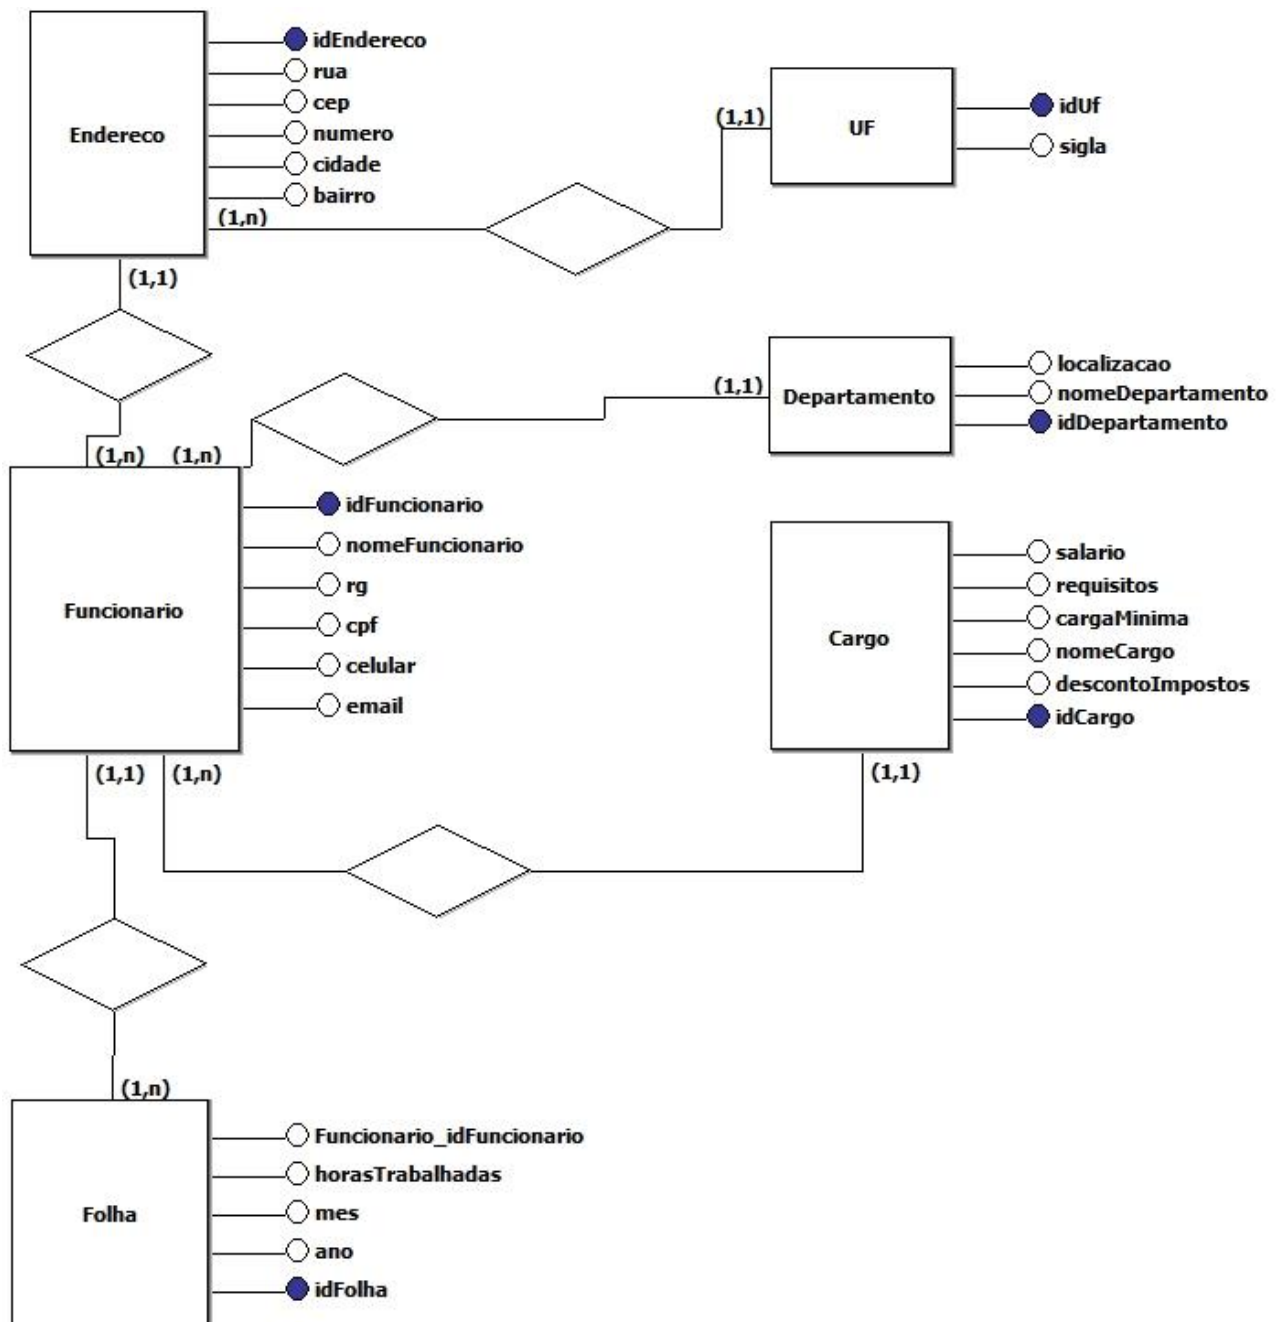 Endereco
idEndereco
rua
cep
numero
cidade
bairro
(1,n)
(1,1)
UF
idUf
sigla
(1,1)
(1,1)
Departamento
localizacao
nomeDepartamento
idDepartamento
(1,n)
(1,n)
Funcionario
idFuncionario
nomeFuncionario
rg
cpf
celular
email
Cargo
salario
requisitos
cargaMinima
nomeCargo
descontoImpostos
idCargo
(1,1)
(1,n)
(1,1)
(1,n)
Folha
Funcionario_idFuncionario
horasTrabalhadas
mes
ano
idFolha